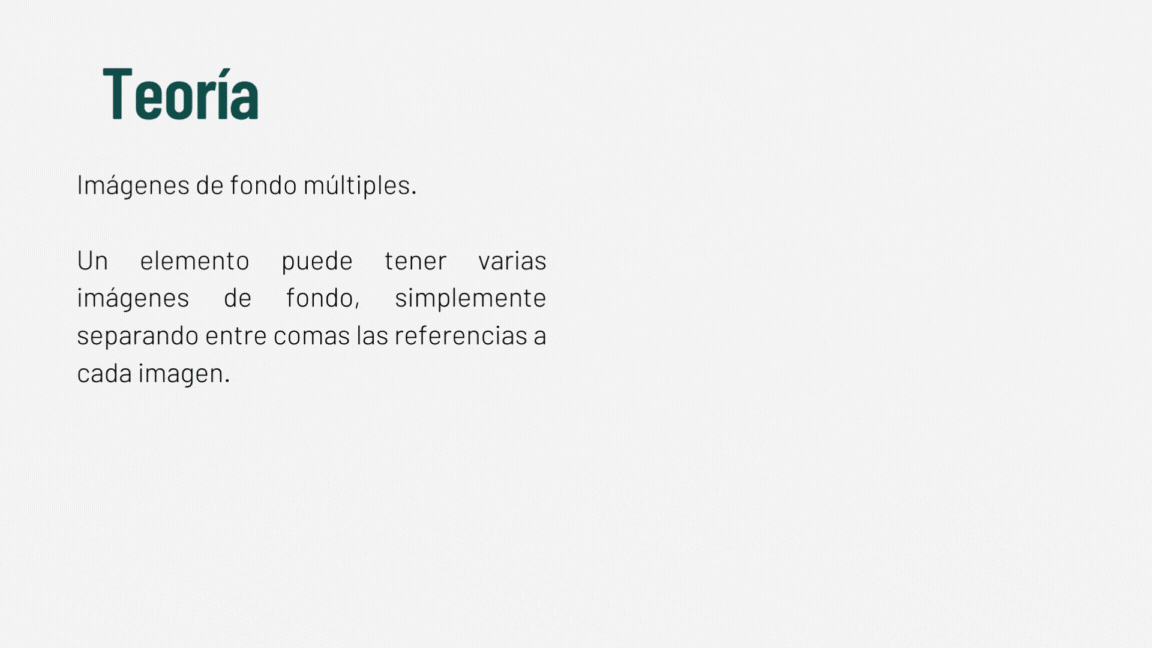 Teoría
Imágenes de fondo múltiples.
Un elemento puede tener varias
imágenes de fondo, simplemente
separando entre comas las referencias a
cada imagen.